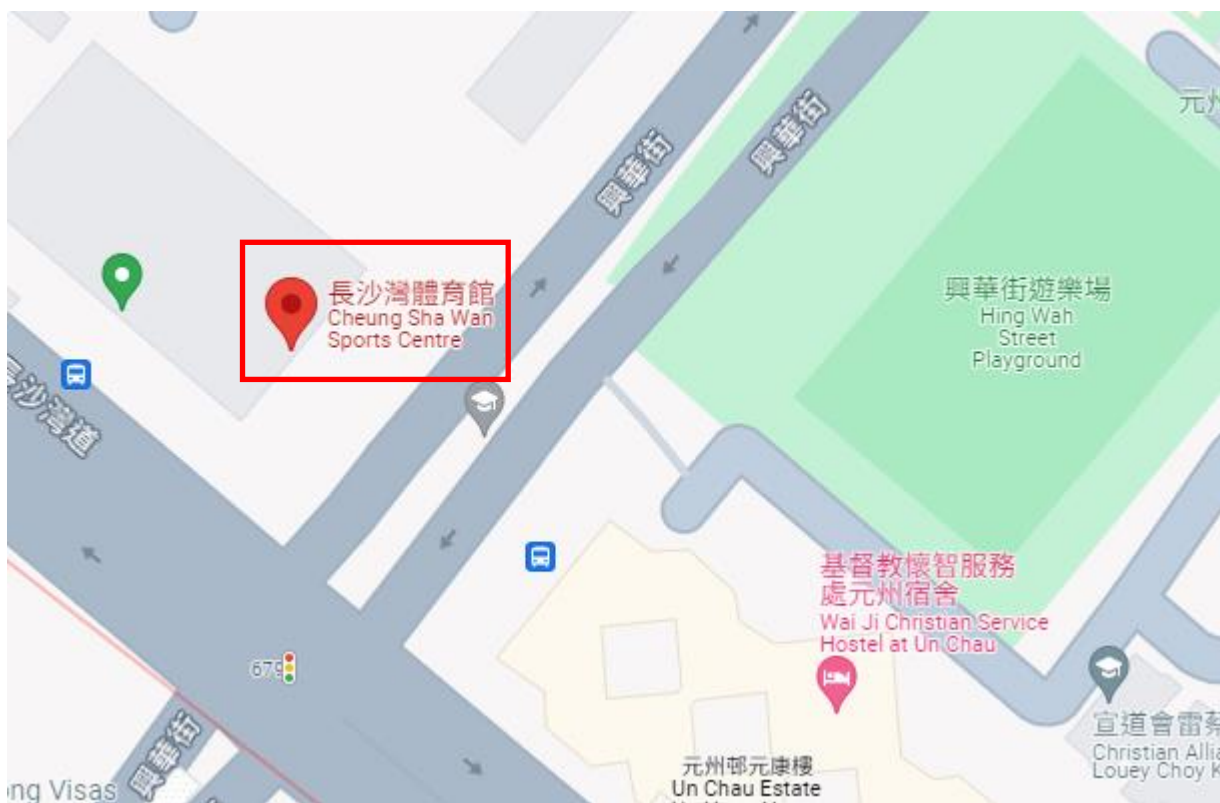 興華街
興華街
長沙灣體育館
Cheung Sha Wan
Sports Centre
興華街遊樂場
Hing Wah
Street
Playground
長沙灣道
基督教懷智服務
處元州宿舍
Wai Ji Christian Service
Hostel at Un Chau
679
興華街
宣道會雷蔡
Christian Allia
Louey Choy K
元州邨元康樓
Un Chau Estate
ong Visas